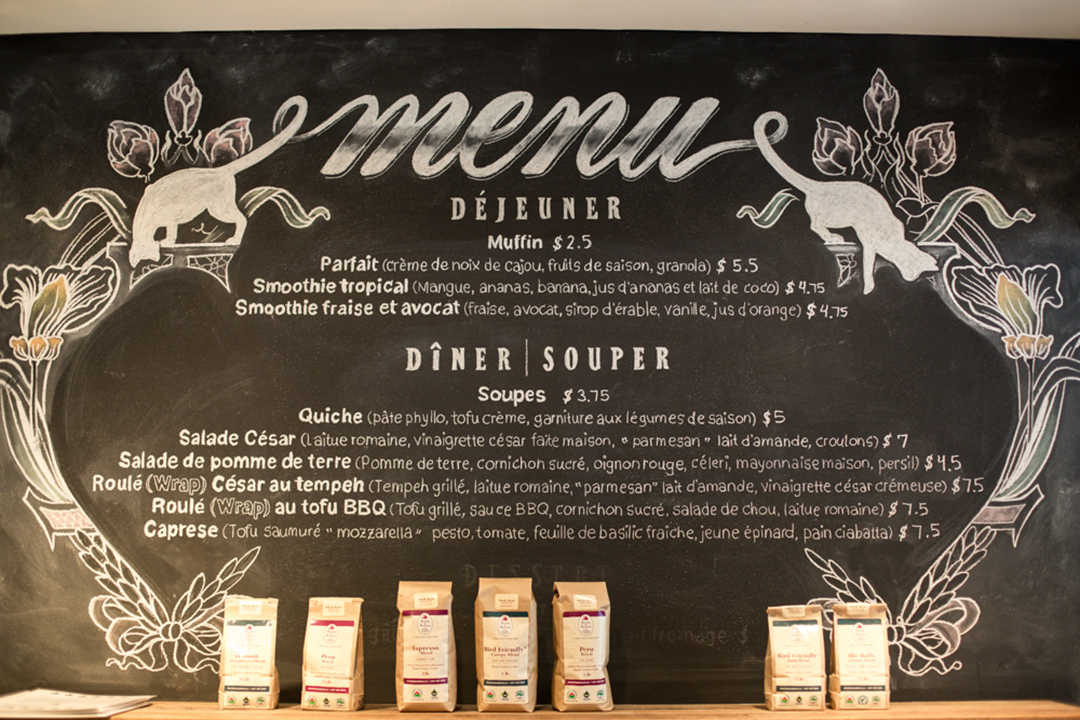 menu
DÉJEUNER
Muffin $2.5
Parfait (crème de noix de cajou, fruits de saison, granola) $5.5
Smoothie tropical (Mangue, ananas, banana, jus d'ananas et lait de coco) $4.75
Smoothie fraise et avocat (fraise, avocat, sirop d'érable, vanille, jus d'orange) $4.75
DÎNER | SOUPER
Soupes $3.75
Quiche (pâte phyllo, tofu crème, garniture aux légumes de saison) $5
Salade César (Laitue romaine, vinaigrette césar faite maison, "parmesan" lait d'amande, croutons) $7
Salade de pomme de terre (Pomme de terre, cornichon sucré, oignon rouge, céleri, mayonnaise maison, persil) $4.5
Roulé (Wrap) César au tempeh (Tempeh grillé, laitue romaine, "parmesan" lait d'amande, vinaigrette césar crémeuse) $7.5
Roulé (Wrap) au tofu BBQ (Tofu grillé, sauce BBQ, cornichon sucré, salade de chou, laitue romaine) $7.5
Caprese (Tofu saumuré "mozzarella" pesto, tomate, feuille de basilic fraiche, jeune épinard, pain ciabatta) $7.5
DESSERT
fromage $
Peru
Espresso
Bird Friendly
Peru
Bird Friendly
the daily